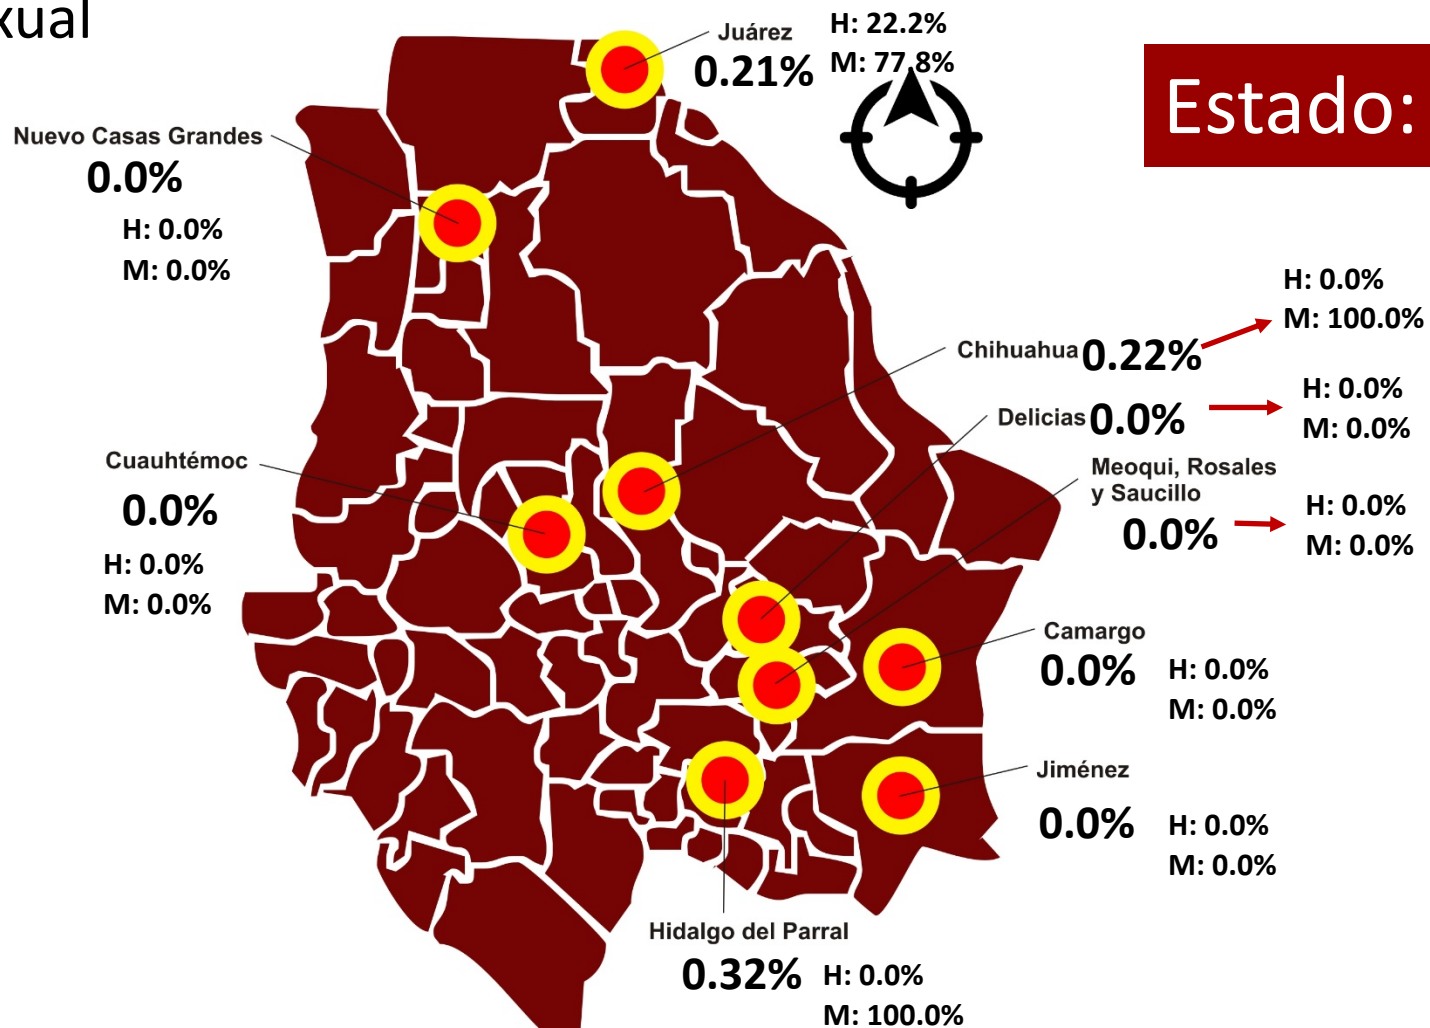 xual
Juárez
0.21%
H: 22.2%
M: 77.8%
Estado:
Nuevo Casas Grandes
0.0%
H: 0.0%
M: 0.0%
Chihuahua 0.22%
H: 0.0%
M: 100.0%
Delicias 0.0%
H: 0.0%
M: 0.0%
Meoqui, Rosales
y Saucillo
0.0%
H: 0.0%
M: 0.0%
Cuauhtémoc
0.0%
H: 0.0%
M: 0.0%
Camargo
0.0%
H: 0.0%
M: 0.0%
Jiménez
0.0%
H: 0.0%
M: 0.0%
Hidalgo del Parral
0.32%
H: 0.0%
M: 100.0%